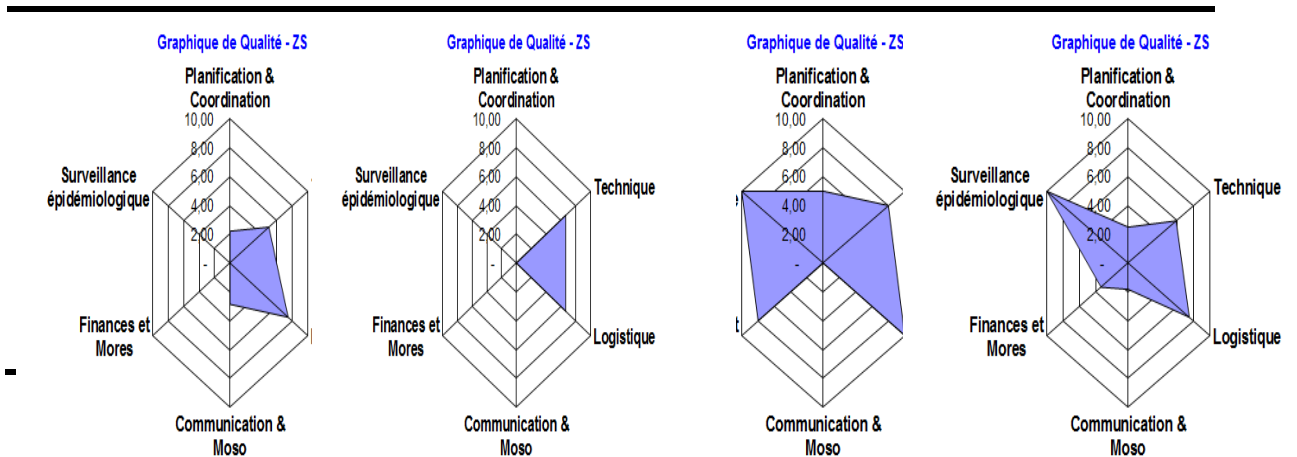 Graphique de Qualité - ZS
Planification &
Coordination
10,00
8,00
6,00
4,00
2,00
-
Surveillance
épidémiologique
Finances et
Mores
Communication &
Moso
Graphique de Qualité - ZS
Planification &
Coordination
10,00
8,00
6,00
4,00
2,00
-
Surveillance
épidémiologique
Technique
Finances et
Mores
Logistique
Communication &
Moso
Graphique de Qualité - ZS
Planification &
Coordination
10,00
8,00
6,00
4,00
2,00
-
Communication &
Moso
Graphique de Qualité - ZS
Planification &
Coordination
10,00
8,00
6,00
4,00
2,00
-
Surveillance
épidémiologique
Technique
Finances et
Mores
Logistique
Communication &
Moso